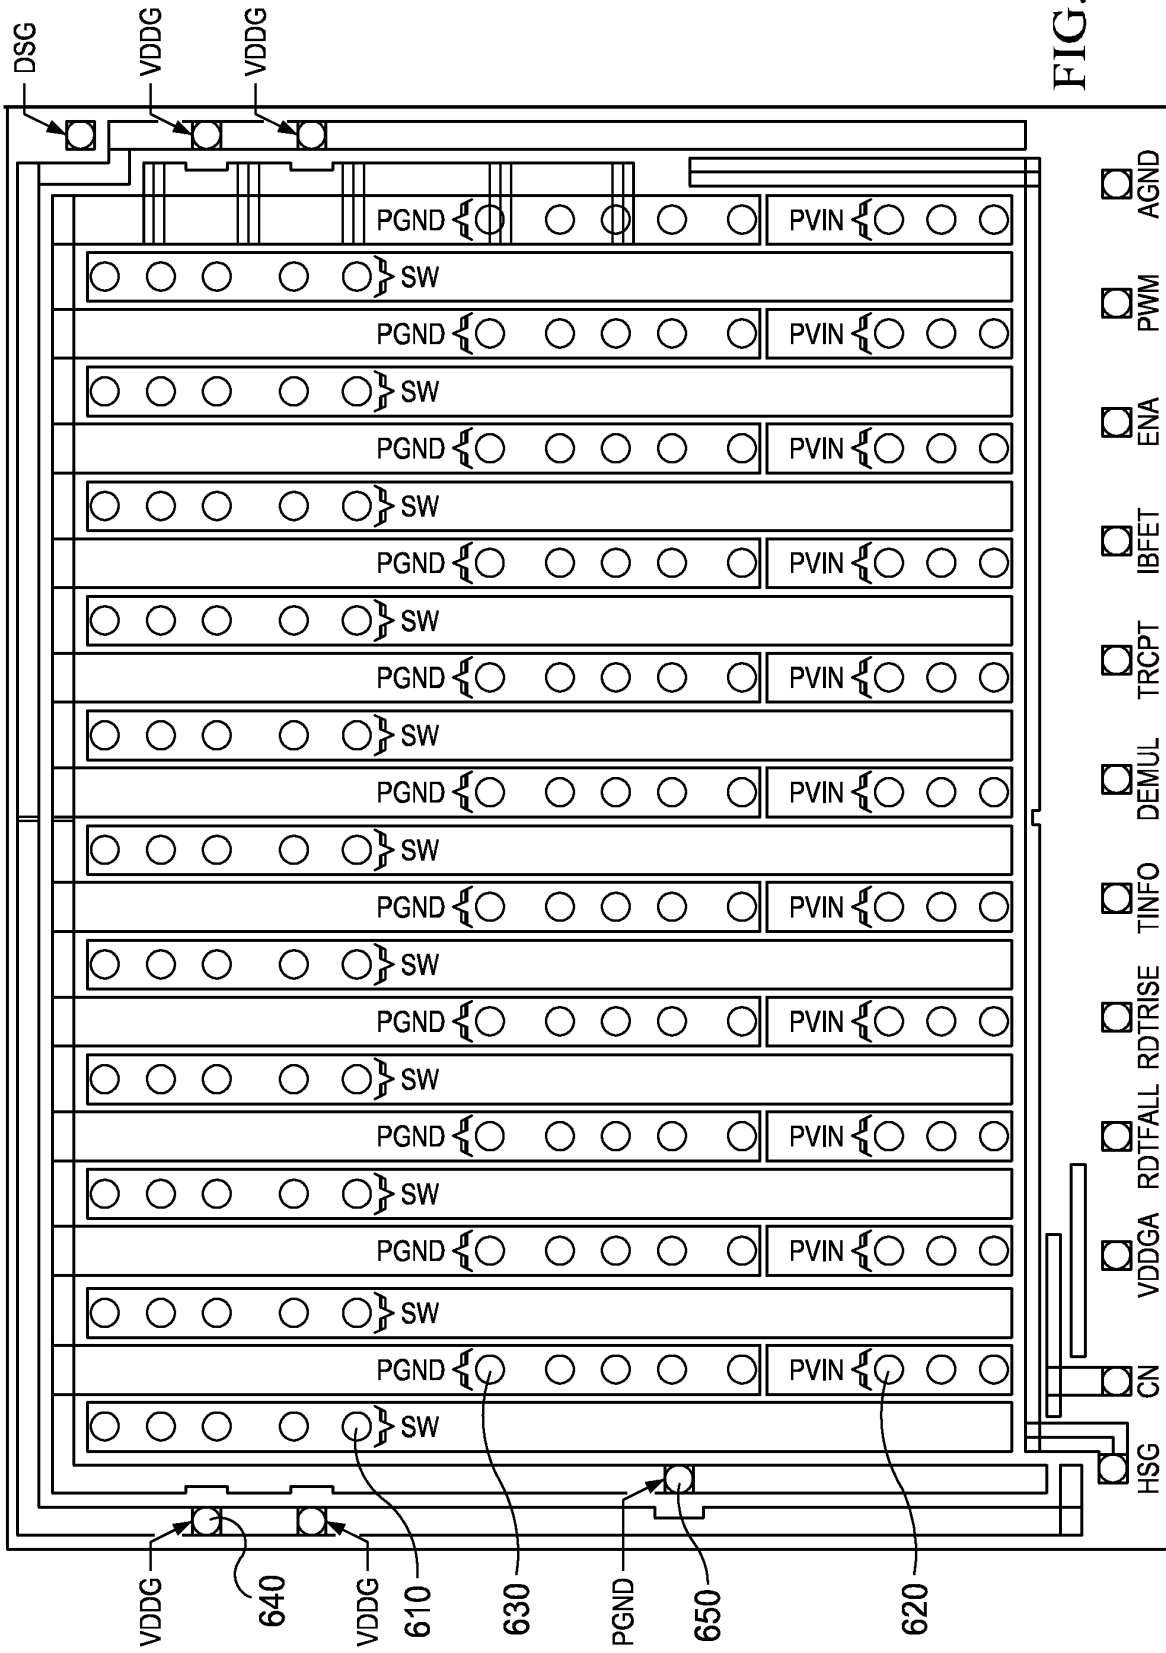 FIG.
DSG
VDDG
VDDG
PGND PVIN
SW
PGND PVIN
SW
PGND PVIN
SW
PGND PVIN
SW
PGND PVIN
SW
PGND PVIN
SW
PGND PVIN
SW
PGND PVIN
SW
PGND PVIN
SW
PGND PVIN
SW
PGND PVIN
SW
AGND
PWM
ENA
IBFET
TRCPT
DEMUL
TINFO
RDTRISE
RDTFALL
VDDGA
CN
HSG
VDDG
640
VDDG
610
630
PGND
650
620